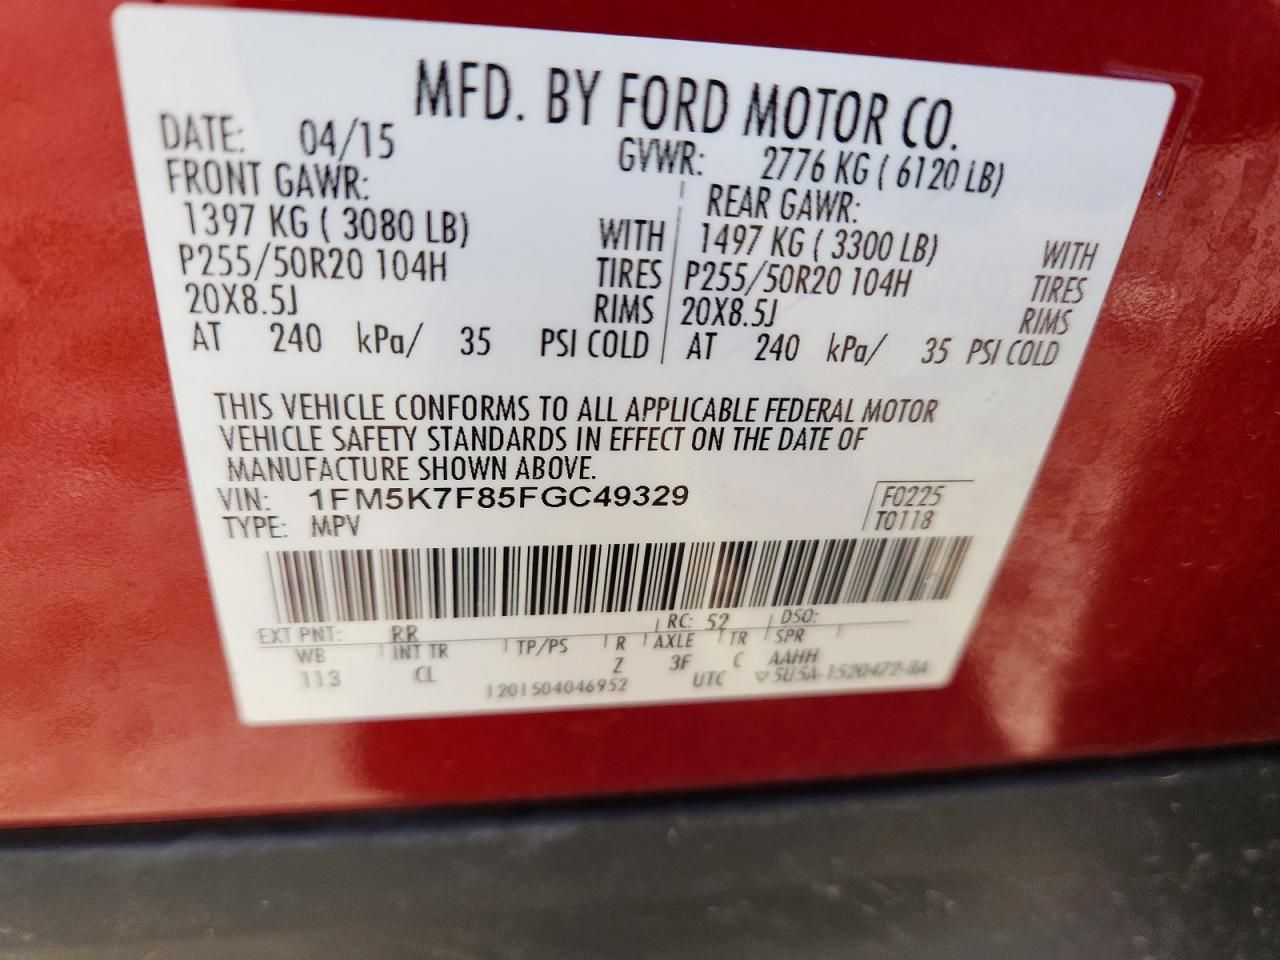 MFD. BY FORD MOTOR CO.
DATE: 04/15 GVWR: 2776 KG ( 6120 LB)
FRONT GAWR: REAR GAWR:
1397 KG ( 3080 LB) WITH 1497 KG ( 3300 LB) WITH
P255/50R20 104H TIRES P255/50R20 104H TIRES
20X8.5J RIMS 20X8.5J RIMS
AT 240 kPa/ 35 PSI COLD AT 240 kPa/ 35 PSI COLD
THIS VEHICLE CONFORMS TO ALL APPLICABLE FEDERAL MOTOR
VEHICLE SAFETY STANDARDS IN EFFECT ON THE DATE OF
MANUFACTURE SHOWN ABOVE.
VIN: 1FM5K7F85FGC49329 F0225
TYPE: MPV T0118
EXT PNT: RR RC: 52 DSO:
WB INT TR TP/PS R AXLE TR SPR
113 CL Z 3F C AAHH
1201504046952 UTC ▽5U5A-1520472-BA